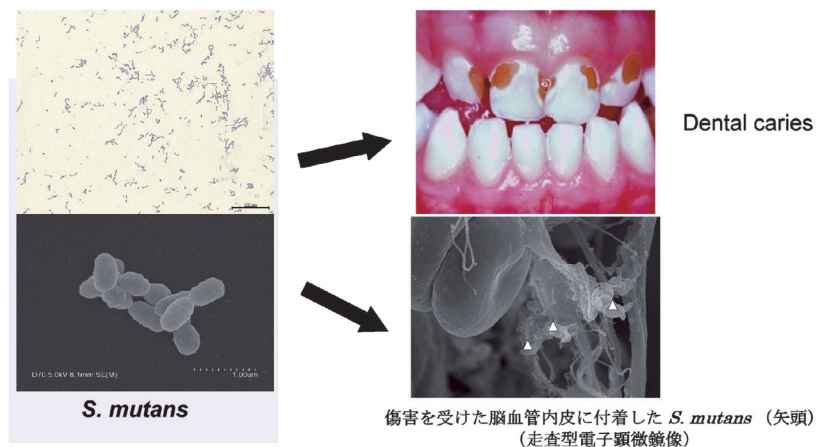 Dental caries
D70 5.0kV 8.1mm SE(M)
1.00um
S. mutans
傷害を受けた脳血管内皮に付着した S. mutans （矢頭）
（走査型電子顕微鏡像）